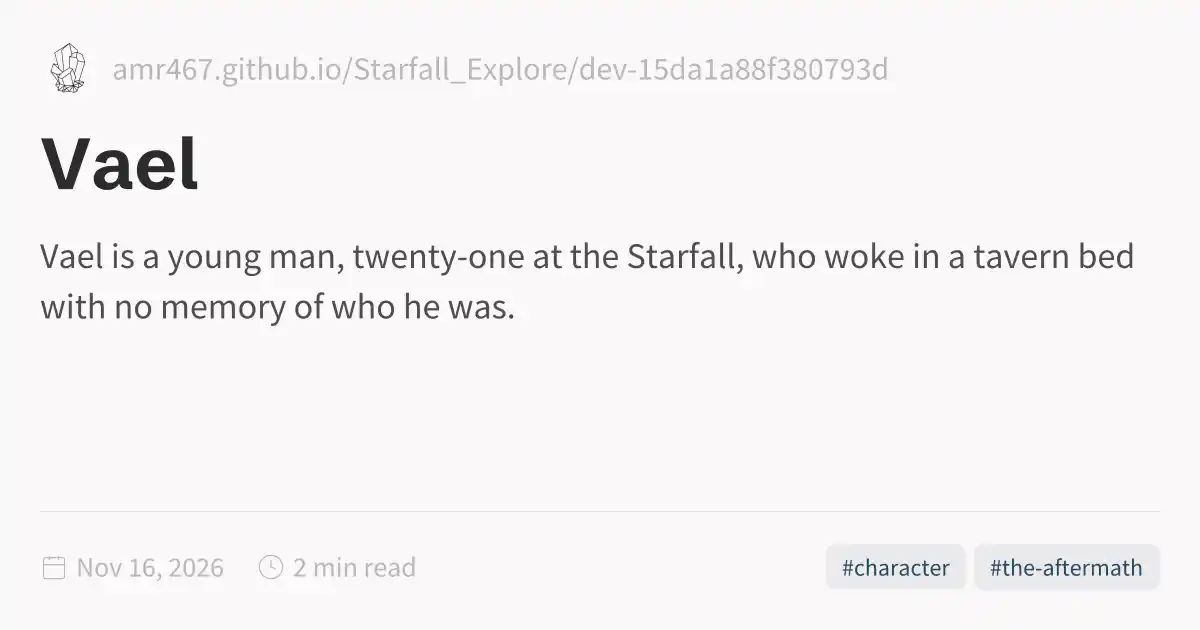 amr467.github.io/Starfall_Explore/dev-15da1a88f380793d
Vael
Vael is a young man, twenty-one at the Starfall, who woke in a tavern bed
with no memory of who he was.
Nov 16, 2026 2 min read #character #the-aftermath